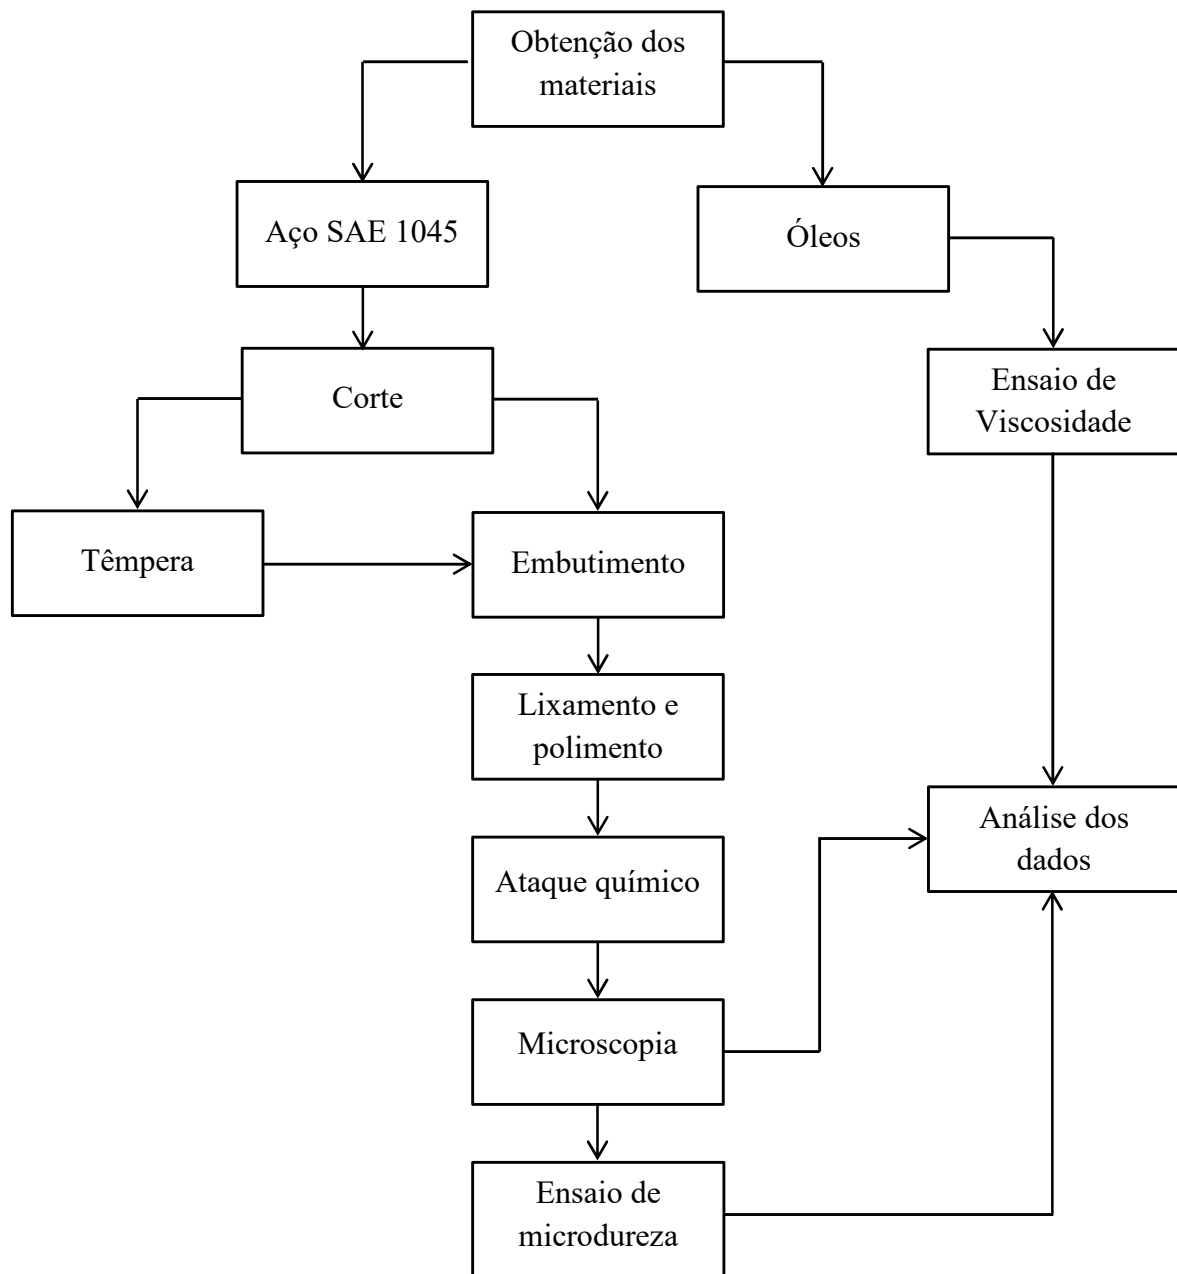 Obtenção dos
materiais
Aço SAE 1045
Óleos
Corte
Ensaio de
Viscosidade
Têmpera
Embutimento
Lixamento e
polimento
Análise dos
dados
Ataque químico
Microscopia
Ensaio de
microdureza